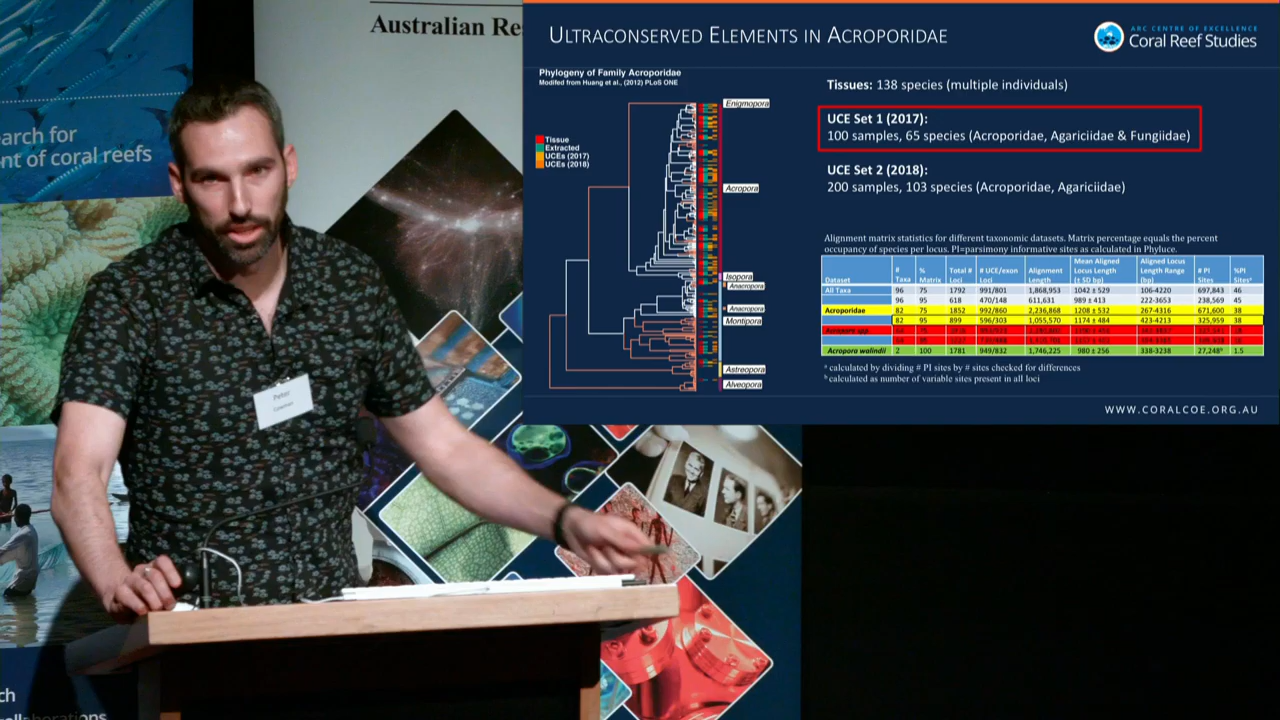 Australian Re
earch for
nt of coral reefs
Peter
ch
collaborations
ULTRACONSERVED ELEMENTS IN ACROPORIDAE
ARC CENTRE OF EXCELLENCE
Coral Reef Studies
Phylogeny of Family Acroporidae
Modifed from Huang et al., (2012) PLoS ONE
Tissue
Extracted
UCEs (2017)
UCEs (2018)
Enigmopora
Acropora
Isopora
Anacropora
Anacropora
Montipora
Astreopora
Alveopora
Tissues: 138 species (multiple individuals)
UCE Set 1 (2017):
100 samples, 65 species (Acroporidae, Agariciidae & Fungiidae)
UCE Set 2 (2018):
200 samples, 103 species (Acroporidae, Agariciidae)
Alignment matrix statistics for different taxonomic datasets. Matrix percentage equals the percent
occupancy of species per locus. PI=parsimony informative sites as calculated in Phyluce.
Dataset # Taxa % Matrix Total # Loci # UCE/exon Loci Alignment Length Mean Aligned Locus Length (± SD bp) Aligned Locus Length Range (bp) # PI Sites %PI Sitesᵃ
All Taxa 96 75 1792 991/801 1,868,953 1042 ± 529 106-4220 697,843 46
96 95 618 470/148 611,631 989 ± 413 222-3653 238,569 45
Acroporidae 82 75 1852 992/860 2,236,868 1208 ± 532 267-4316 671,600 38
82 95 899 596/303 1,055,570 1174 ± 484 423-4213 325,959 38
Acropora spp.
Acropora walindii 2 100 1781 949/832 1,746,225 980 ± 256 338-3238 27,248ᵇ 1.5
ᵃ calculated by dividing # PI sites by # sites checked for differences
ᵇ calculated as number of variable sites present in all loci
WWW.CORALCOE.ORG.AU